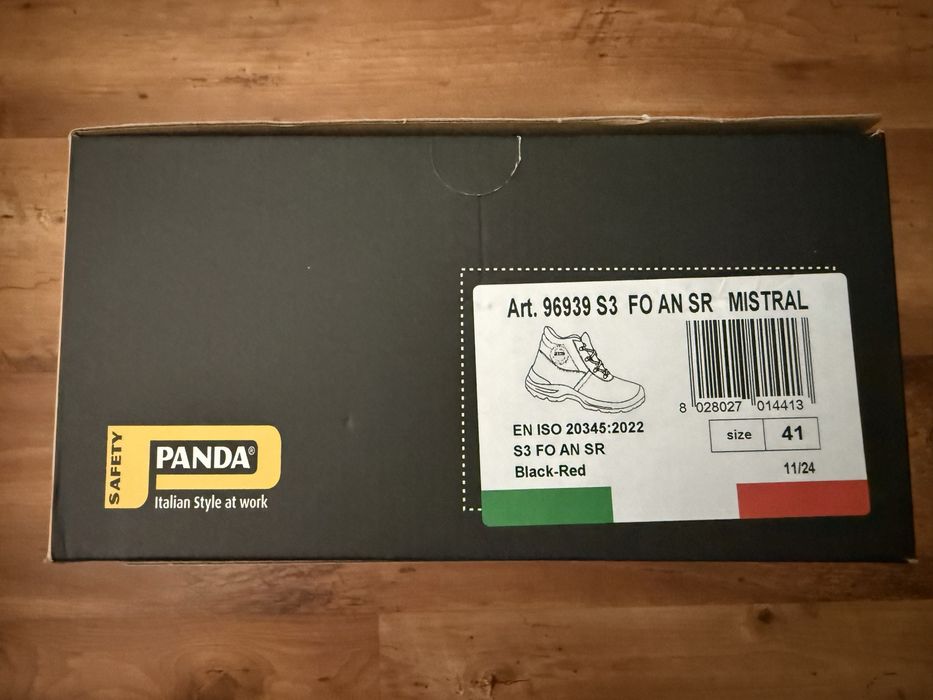 Art. 96939 S3 FO AN SR MISTRAL
8 028027 014413
EN ISO 20345:2022
S3 FO AN SR
Black-Red
size 41
11/24
SAFETY
PANDA®
Italian Style at work